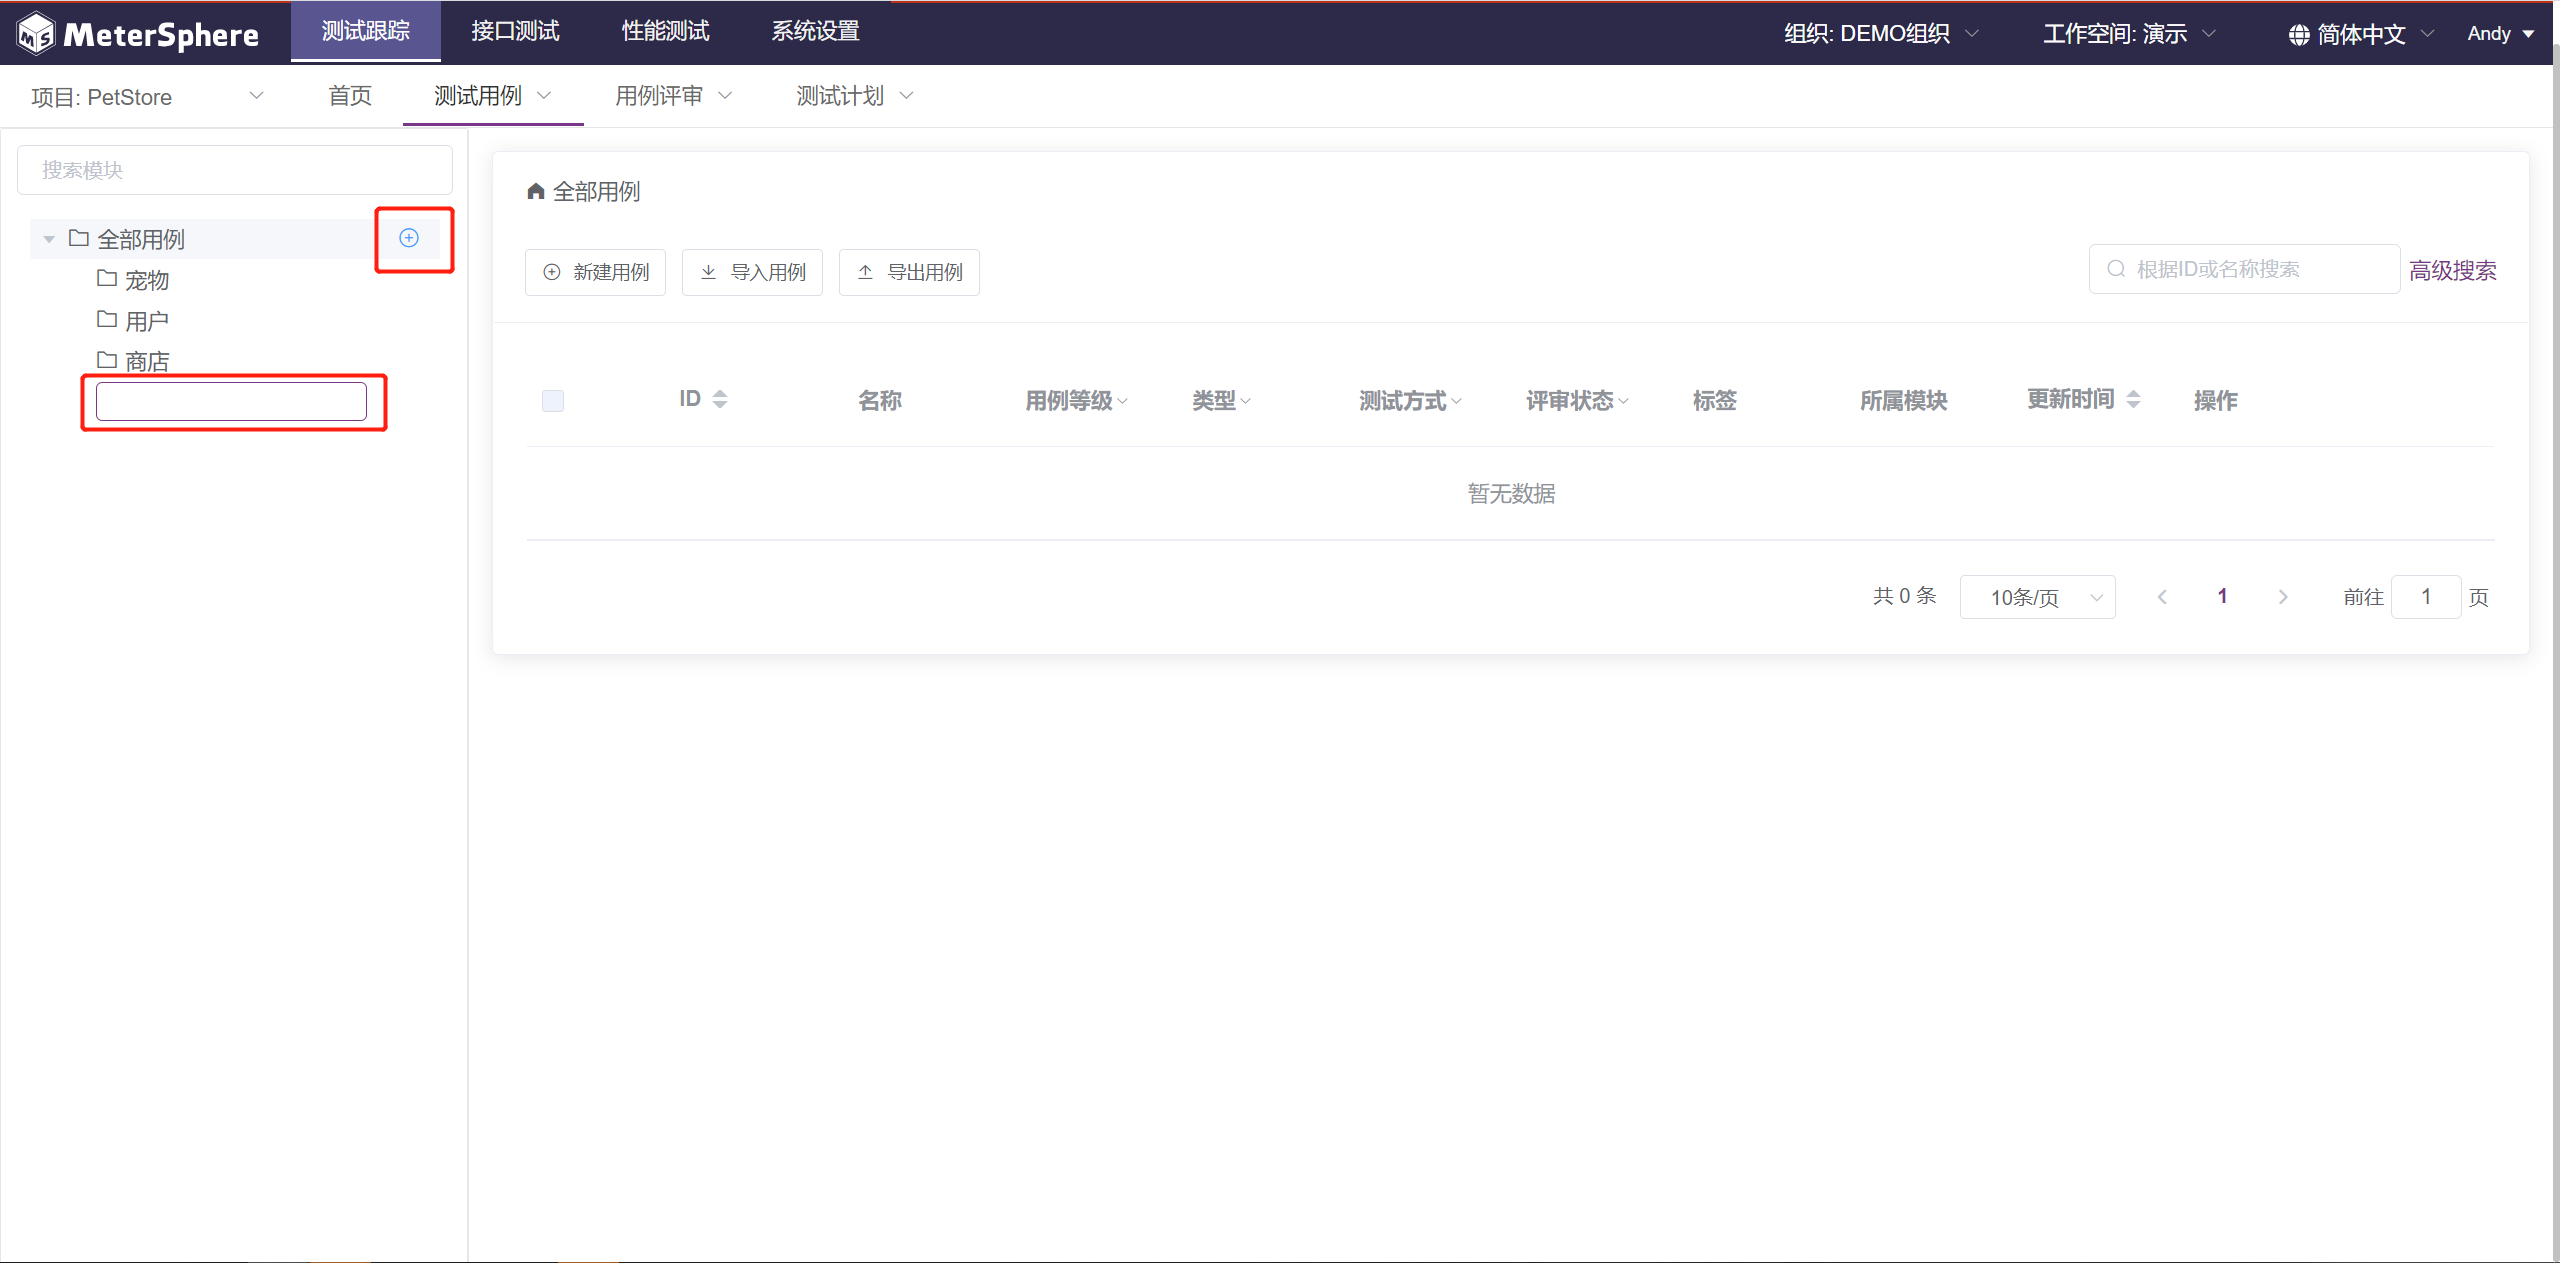 MeterSphere 测试跟踪 接口测试 性能测试 系统设置 组织: DEMO组织 工作空间: 演示 简体中文 Andy
项目: PetStore 首页 测试用例 用例评审 测试计划
搜索模块
全部用例
宠物
用户
商店
全部用例
新建用例 导入用例 导出用例 根据ID或名称搜索 高级搜索
ID 名称 用例等级 类型 测试方式 评审状态 标签 所属模块 更新时间 操作
暂无数据
共 0 条 10条/页 1 前往 1 页